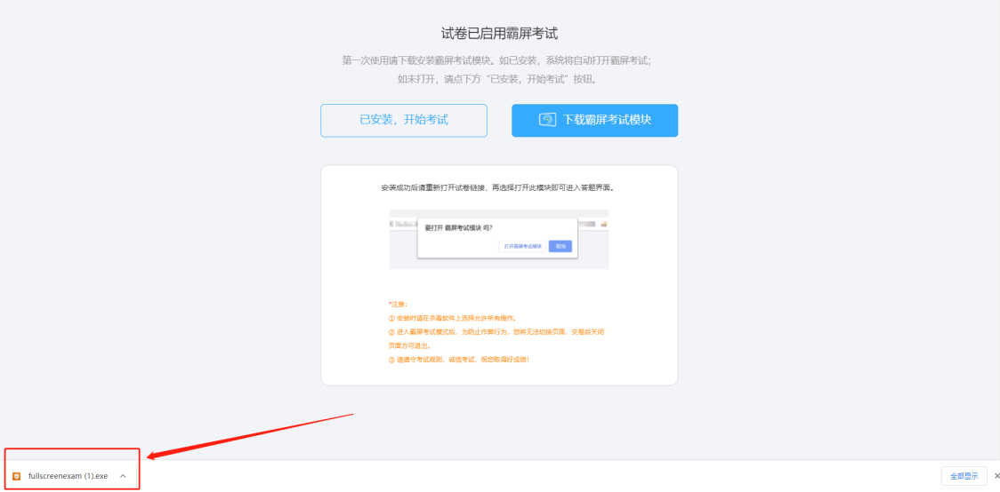 试卷已启用霸屏考试
第一次使用请下载安装霸屏考试模块。如已安装，系统将自动打开霸屏考试；
如未打开，请点下方“已安装，开始考试”按钮。
已安装，开始考试
下载霸屏考试模块
安装成功后请重新打开试卷链接，再选择打开此模块即可进入答题界面。
要打开 霸屏考试模块 吗?
打开霸屏考试模块
取消
*注意：
① 安装时请在杀毒软件上选择允许所有操作。
② 进入霸屏考试模式后，为防止作弊行为，您将无法切换页面，交卷后关闭
页面方可退出。
③ 请遵守考试规则，诚信考试，祝您取得好成绩！
fullscreenexam (1).exe
全部显示